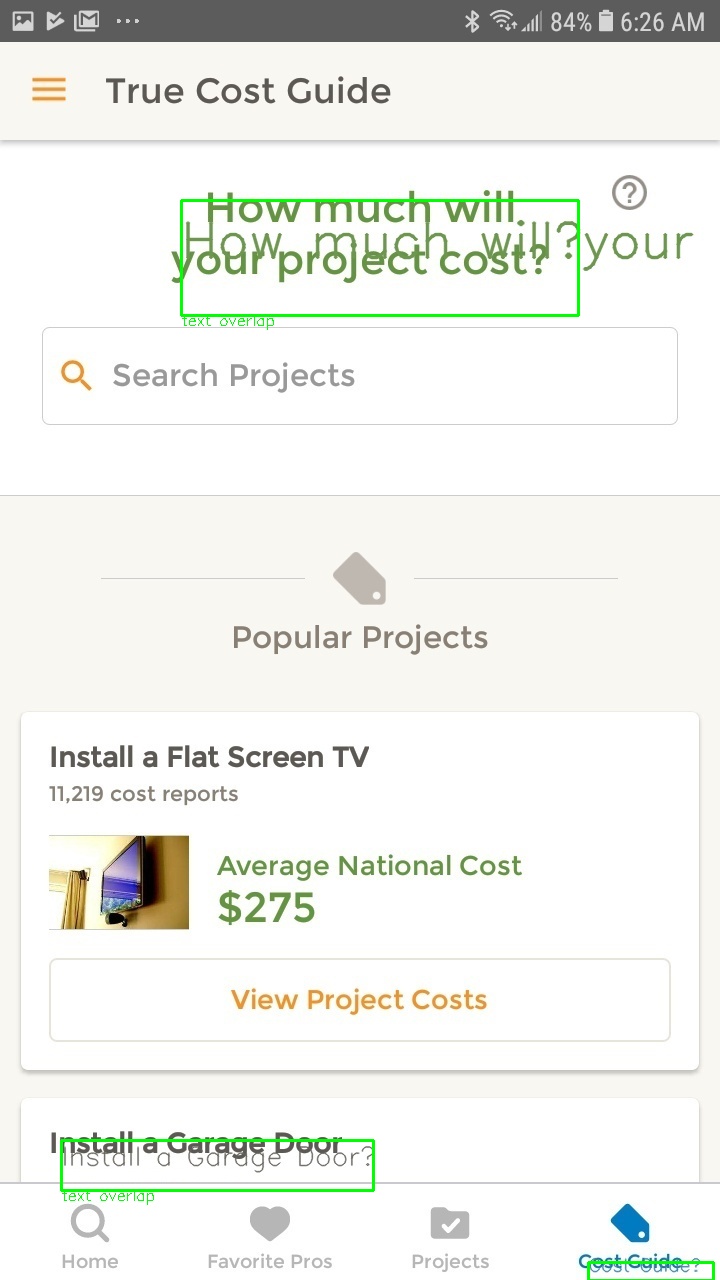 84% 6:26 AM
True Cost Guide
How much will
your project cost?
How much will?your
text overlap
Search Projects
Popular Projects
Install a Flat Screen TV
11,219 cost reports
Average National Cost
$275
View Project Costs
Install a Garage Door
Install a Garage Door?
text overlap
Home
Favorite Pros
Projects
Cost Guide
Cost Guide?